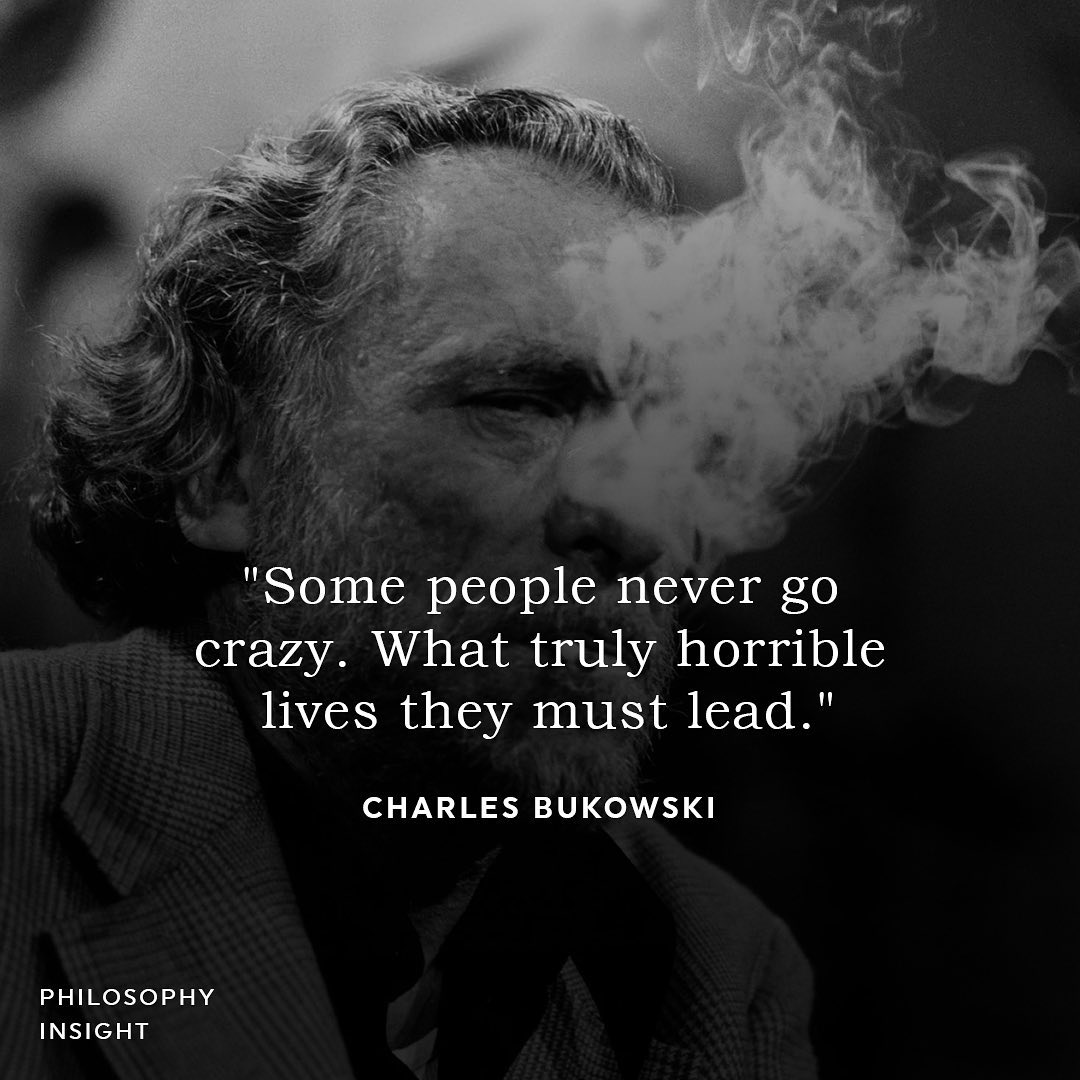 "Some people never go
crazy. What truly horrible
lives they must lead."
CHARLES BUKOWSKI
PHILOSOPHY
INSIGHT